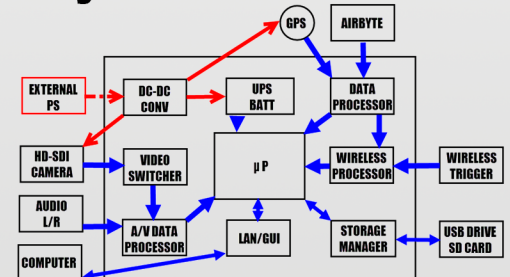 GPS
AIRBYTE
EXTERNAL
PS
DC-DC
CONV
UPS
BATT
DATA
PROCESSOR
HD-SDI
CAMERA
VIDEO
SWITCHER
µP
WIRELESS
PROCESSOR
WIRELESS
TRIGGER
AUDIO
L/R
A/V DATA
PROCESSOR
LAN/GUI
STORAGE
MANAGER
USB DRIVE
SD CARD
COMPUTER